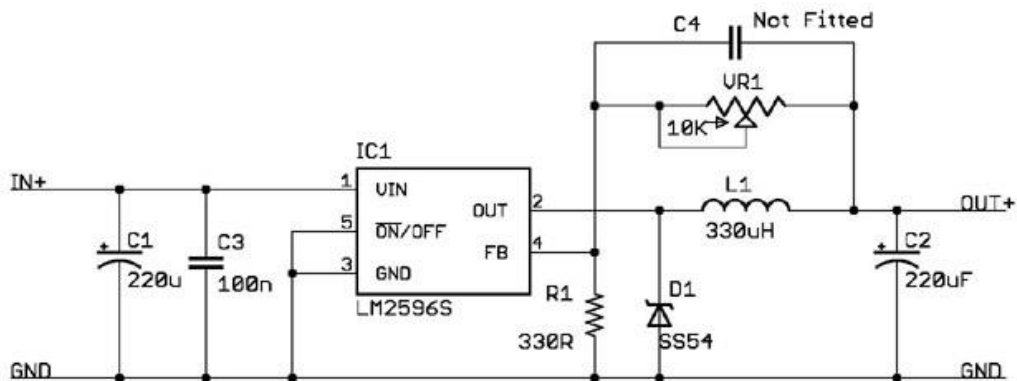 C4
Not Fitted
VR1
10K
IC1
IN+
1
VIN
OUT
2
L1
OUT+
330uH
5
ON/OFF
FB
4
+
C1
C3
3
GND
+
C2
220u
100n
220uF
LM2596S
R1
D1
330R
SS54
GND
GND